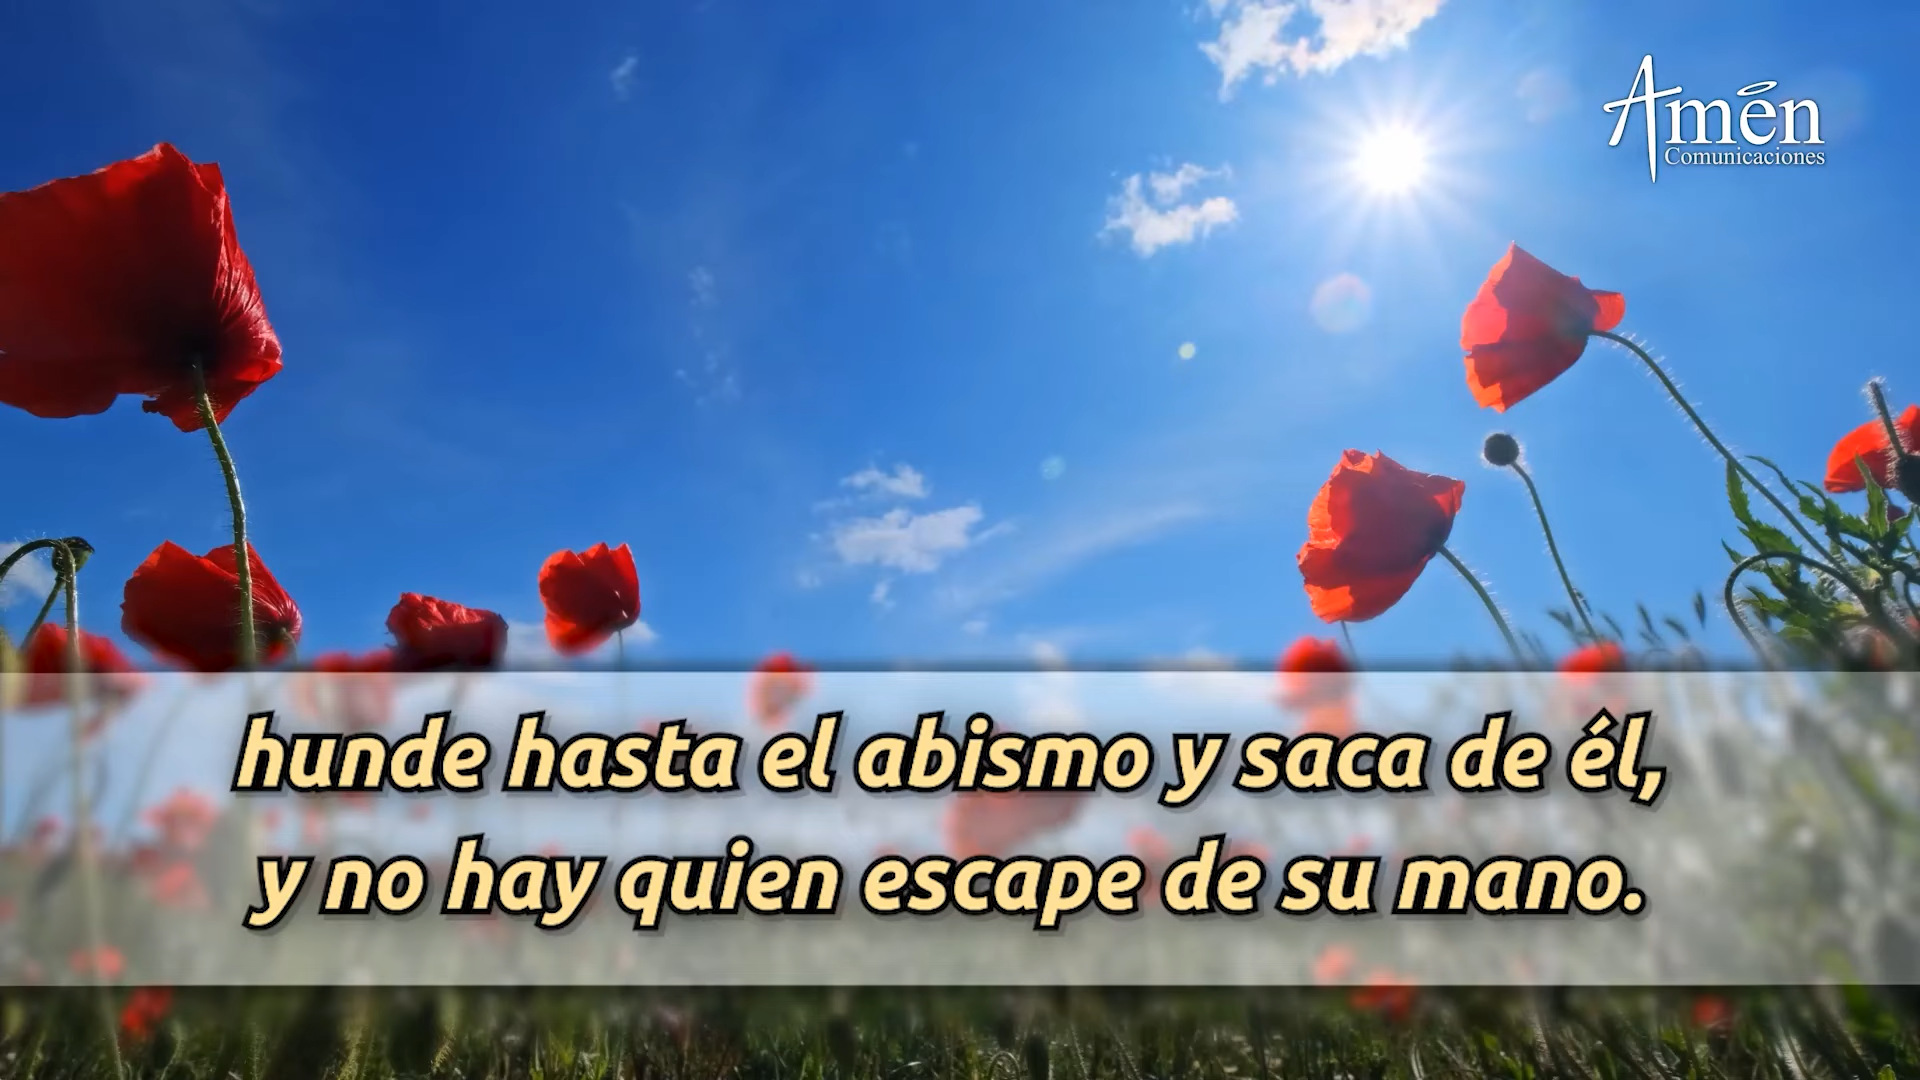 Amén
Comunicaciones
hunde hasta el abismo y saca de él,
y no hay quien escape de su mano.